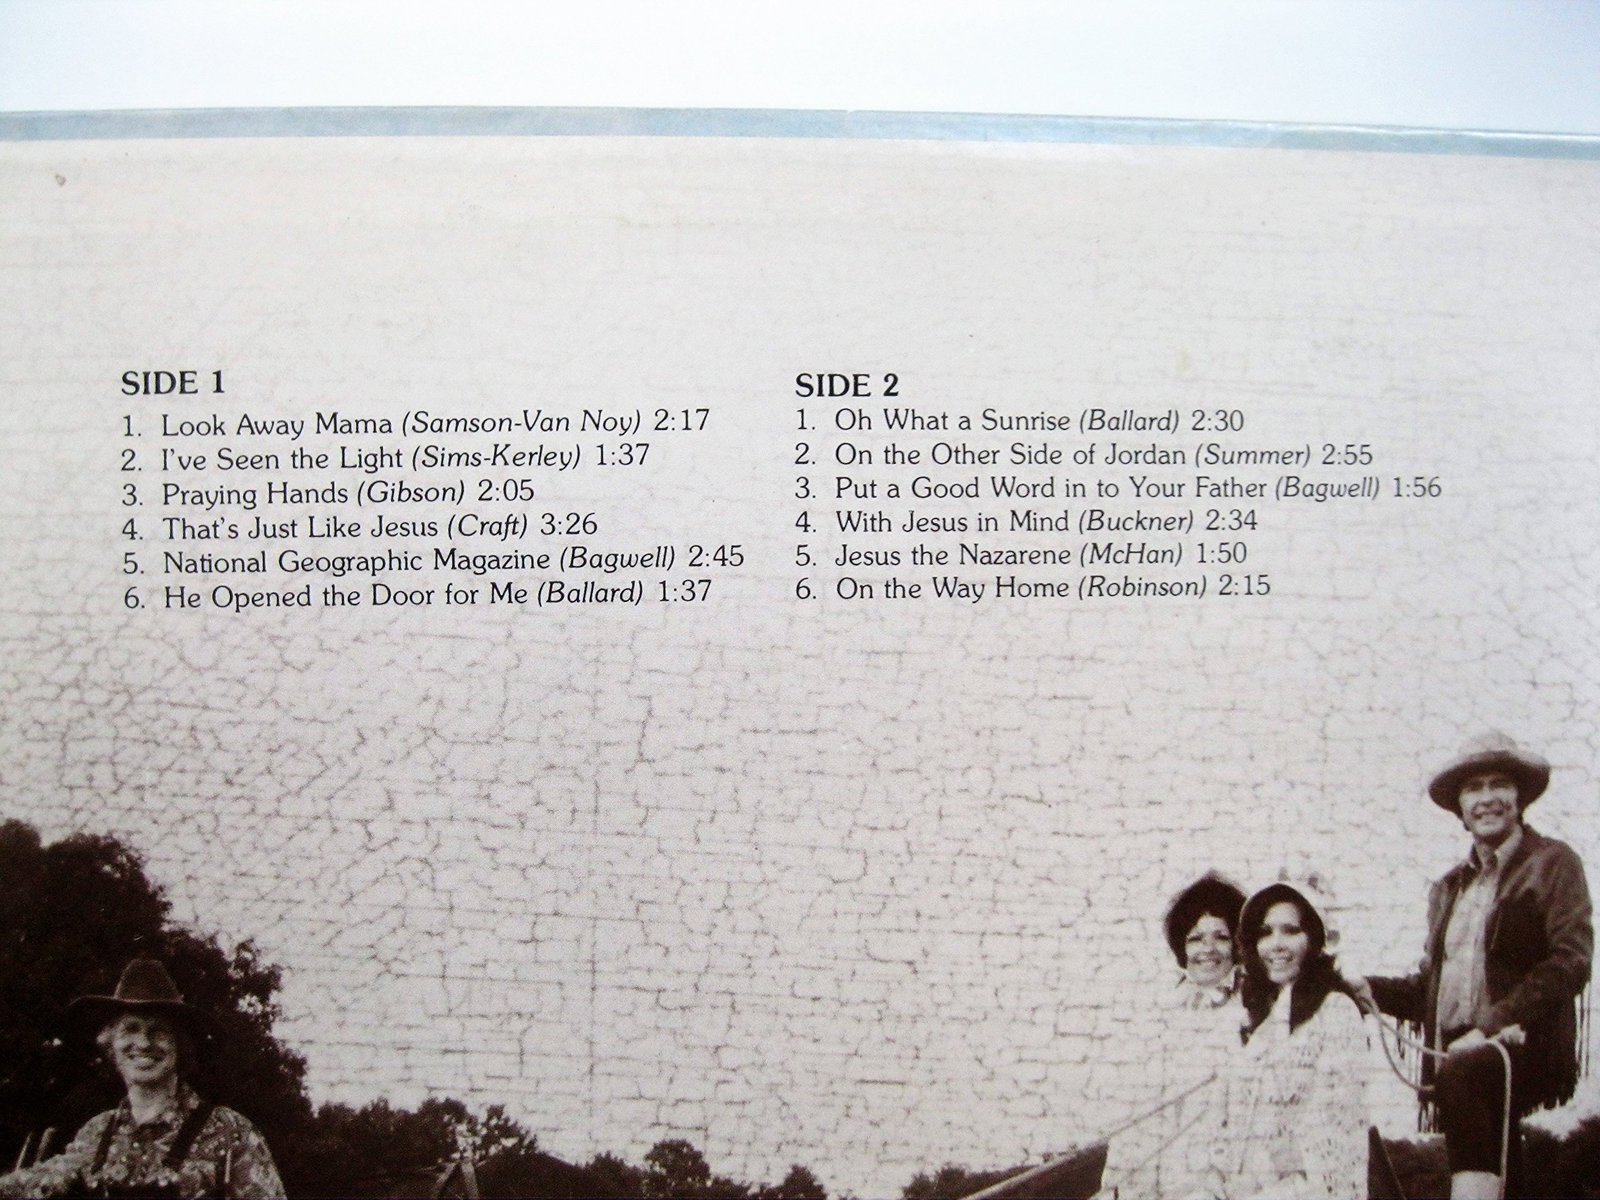 SIDE 1
1. Look Away Mama (Samson-Van Noy) 2:17
2. I've Seen the Light (Sims-Kerley) 1:37
3. Praying Hands (Gibson) 2:05
4. That's Just Like Jesus (Craft) 3:26
5. National Geographic Magazine (Bagwell) 2:45
6. He Opened the Door for Me (Ballard) 1:37
SIDE 2
1. Oh What a Sunrise (Ballard) 2:30
2. On the Other Side of Jordan (Summer) 2:55
3. Put a Good Word in to Your Father (Bagwell) 1:56
4. With Jesus in Mind (Buckner) 2:34
5. Jesus the Nazarene (McHan) 1:50
6. On the Way Home (Robinson) 2:15